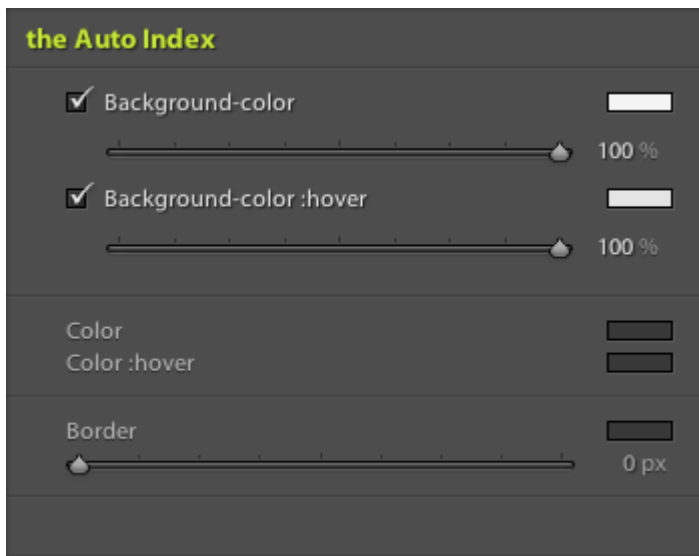 the Auto Index
Background-color
100 %
Background-color :hover
100 %
Color
Color :hover
Border
0 px